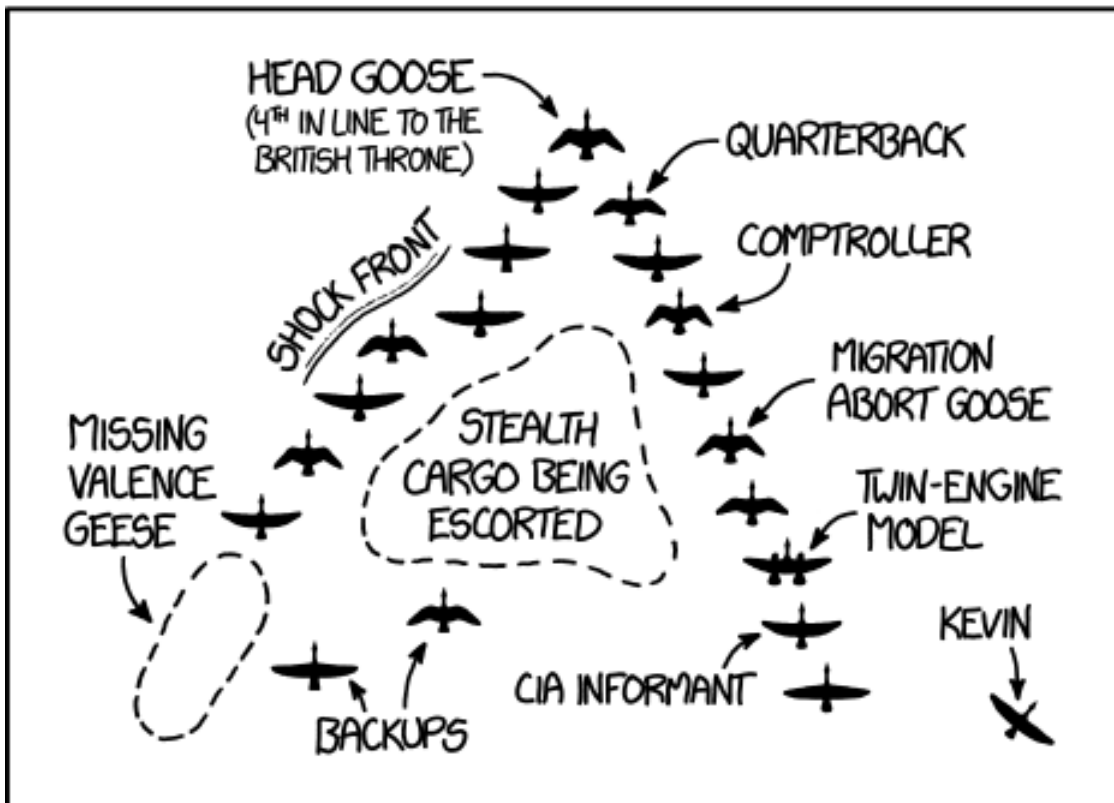 HEAD GOOSE
(4TH IN LINE TO THE
BRITISH THRONE)
QUARTERBACK
COMPTROLLER
SHOCK FRONT
MIGRATION
ABORT GOOSE
MISSING
VALENCE
GEESE
STEALTH
CARGO BEING
ESCORTED
TWIN-ENGINE
MODEL
KEVIN
CIA INFORMANT
BACKUPS